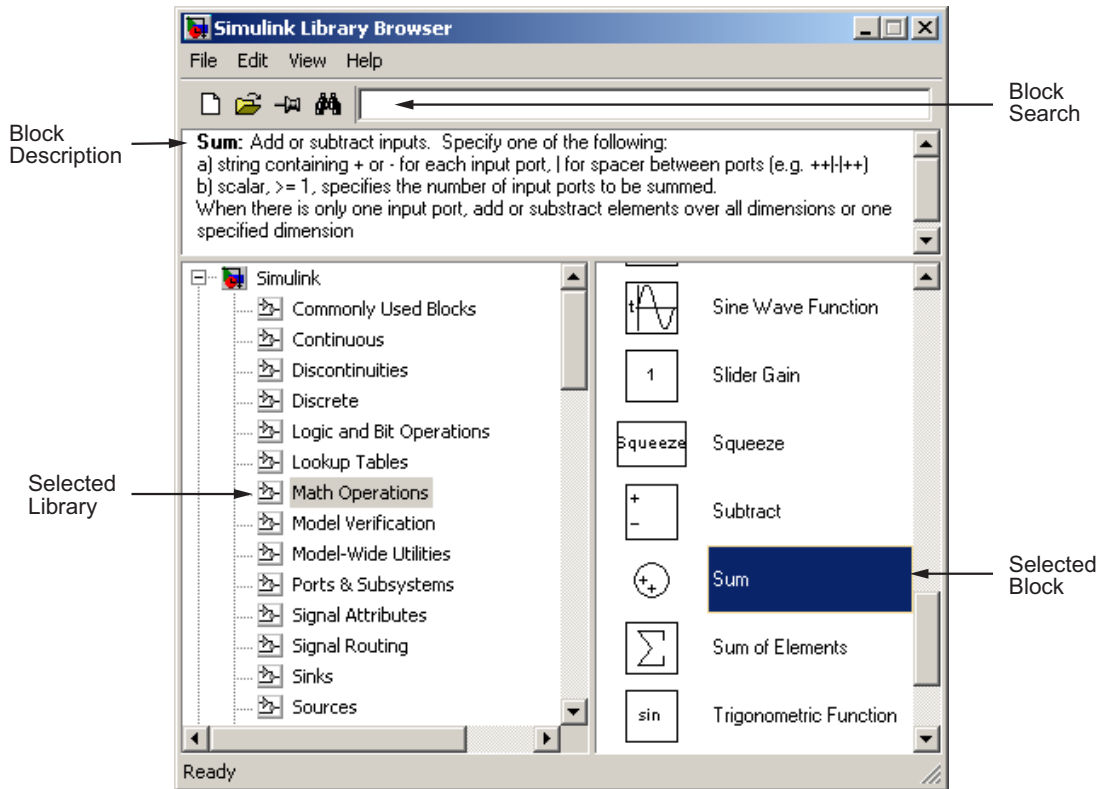 Simulink Library Browser
File Edit View Help
Block
Search
Block
Description
Sum: Add or subtract inputs. Specify one of the following:
a) string containing + or - for each input port, | for spacer between ports (e.g. ++|-|++)
b) scalar, >= 1, specifies the number of input ports to be summed.
When there is only one input port, add or substract elements over all dimensions or one
specified dimension
Simulink
Commonly Used Blocks
Continuous
Discontinuities
Discrete
Logic and Bit Operations
Lookup Tables
Selected
Library
Math Operations
Model Verification
Model-Wide Utilities
Ports & Subsystems
Signal Attributes
Signal Routing
Sinks
Sources
t
Sine Wave Function
1
Slider Gain
Squeeze
Squeeze
+
−
Subtract
+
+
Sum
Selected
Block
∑
Sum of Elements
sin
Trigonometric Function
Ready